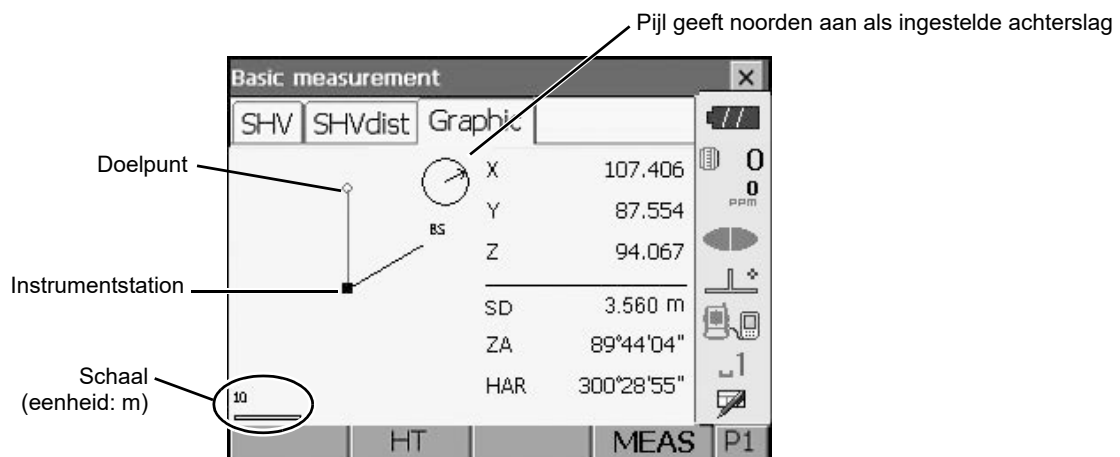 Pijl geeft noorden aan als ingestelde achterslag
Basic measurement
SHV SHVdist Graphic
Doelpunt
X 107.406
0
0
PPM
Y 87.554
BS
Z 94.067
Instrumentstation
SD 3.560 m
ZA 89°44'04"
1
HAR 300°28'55"
Schaal
(eenheid: m)
10
HT MEAS P1